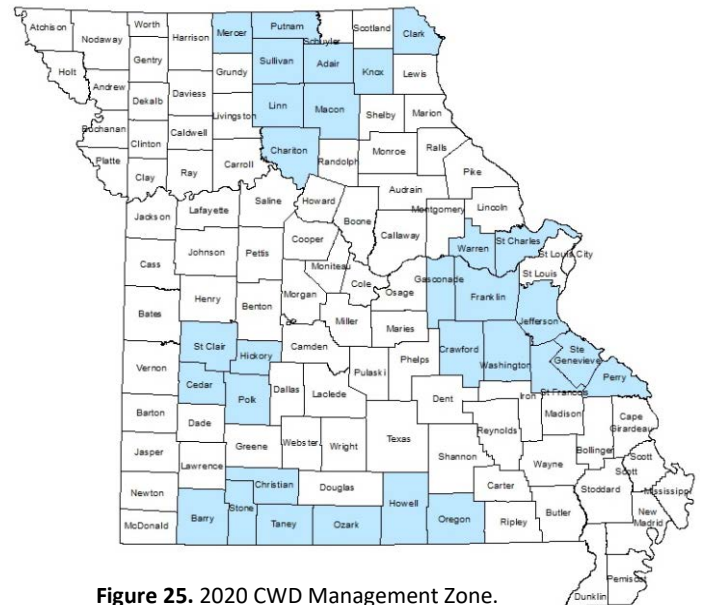 Atchison
Nodaway
Worth
Harrison
Mercer
Putnam
Schuyler
Scotland
Clark
Holt
Gentry
Sullivan
Adair
Knox
Lewis
Andrew
Dekalb
Daviess
Grundy
Linn
Macon
Shelby
Marion
Buchanan
Clinton
Caldwell
Livingston
Chariton
Randolph
Monroe
Ralls
Platte
Clay
Ray
Carroll
Pike
Audrain
Jackson
Lafayette
Saline
Howard
Boone
Callaway
Montgomery
Lincoln
Cass
Johnson
Pettis
Cooper
Moniteau
Cole
Osage
Gasconade
Warren
St Charles
St Louis City
St Louis
Franklin
Jefferson
Bates
Henry
Benton
Morgan
Miller
Maries
St Clair
Hickory
Camden
Pulaski
Phelps
Crawford
Washington
Ste
Genevieve
Perry
Vernon
Cedar
Polk
Dallas
Laclede
Dent
Iron
St Francois
Madison
Cape
Girardeau
Barton
Dade
Greene
Webster
Wright
Texas
Shannon
Reynolds
Bollinger
Scott
Scott
Jasper
Lawrence
Wayne
Stoddard
Mississippi
Newton
Christian
Douglas
Howell
Carter
Butler
New
Madrid
McDonald
Barry
Stone
Taney
Ozark
Oregon
Ripley
Pemiscot
Dunklin
Figure 25. 2020 CWD Management Zone.